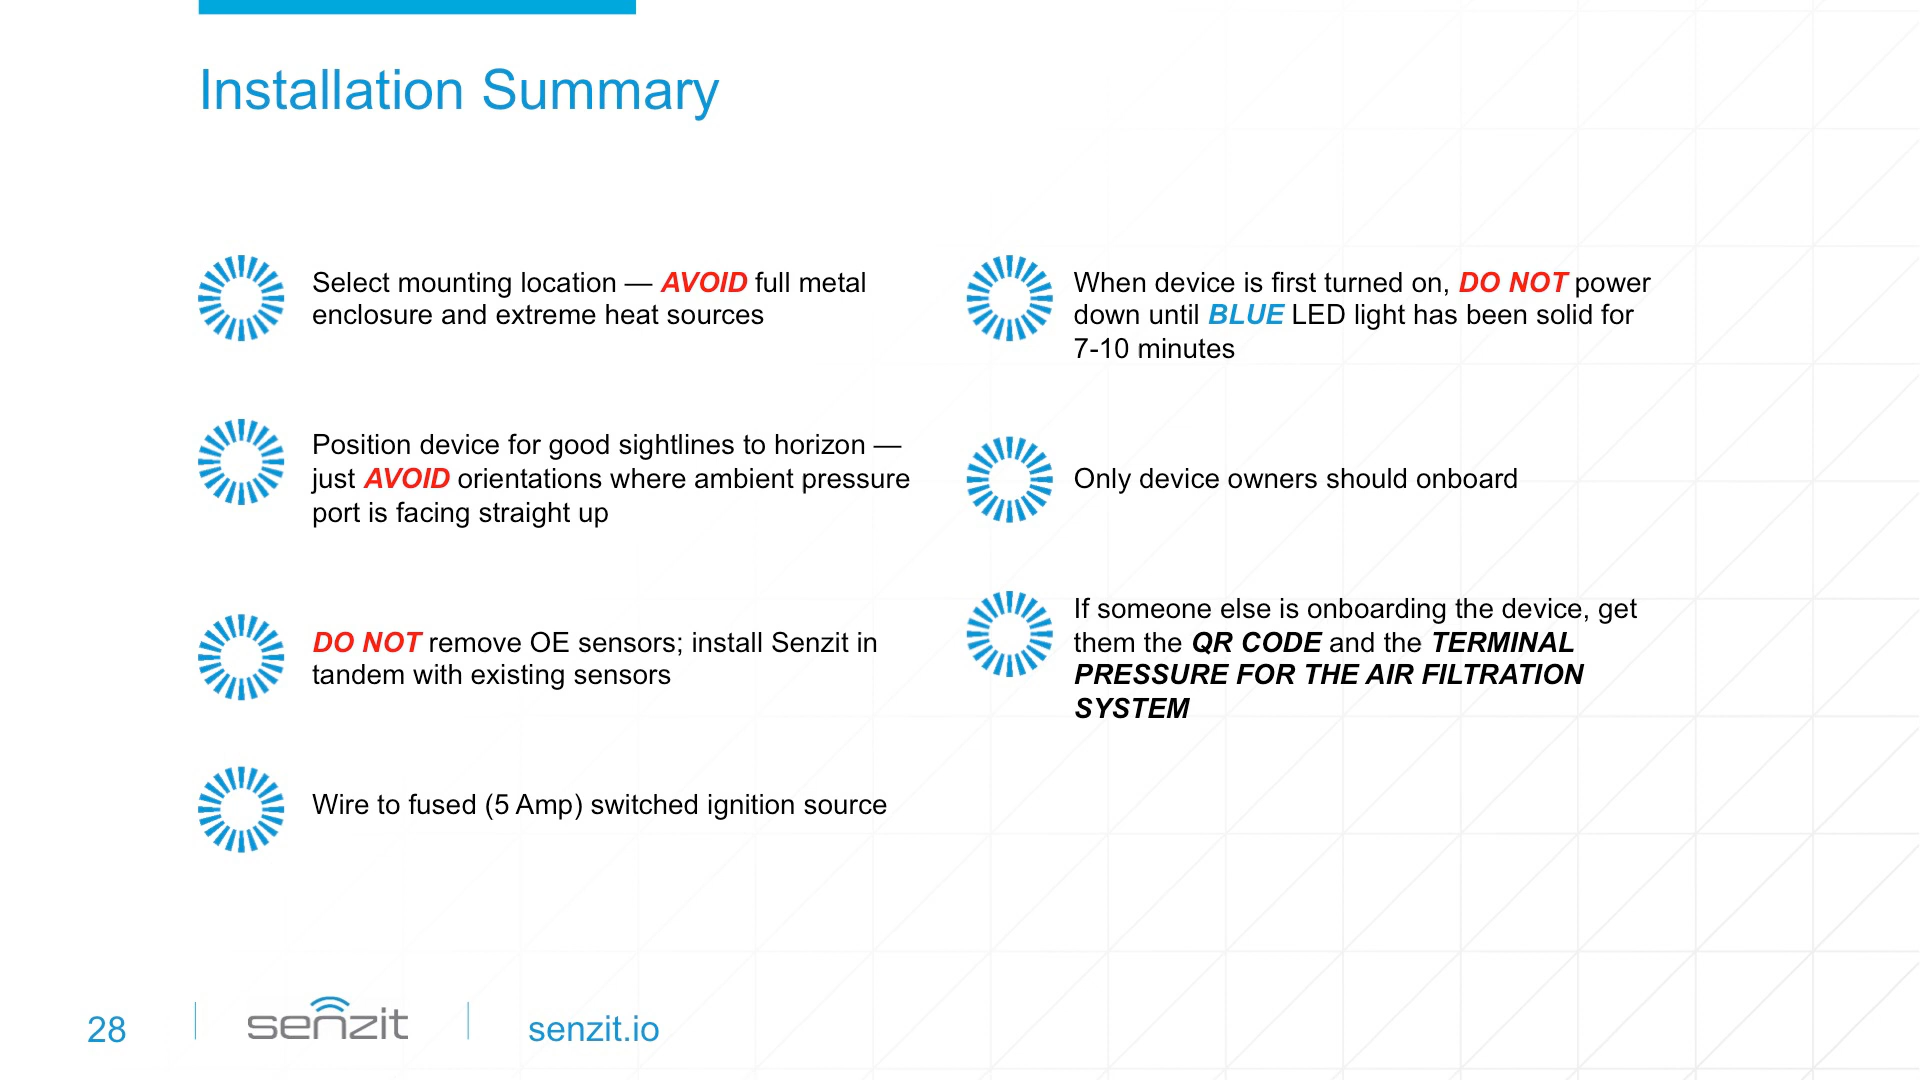 Installation Summary
Select mounting location — AVOID full metal
enclosure and extreme heat sources
Position device for good sightlines to horizon —
just AVOID orientations where ambient pressure
port is facing straight up
DO NOT remove OE sensors; install Senzit in
tandem with existing sensors
Wire to fused (5 Amp) switched ignition source
When device is first turned on, DO NOT power
down until BLUE LED light has been solid for
7-10 minutes
Only device owners should onboard
If someone else is onboarding the device, get
them the QR CODE and the TERMINAL
PRESSURE FOR THE AIR FILTRATION
SYSTEM
28
senzit
senzit.io